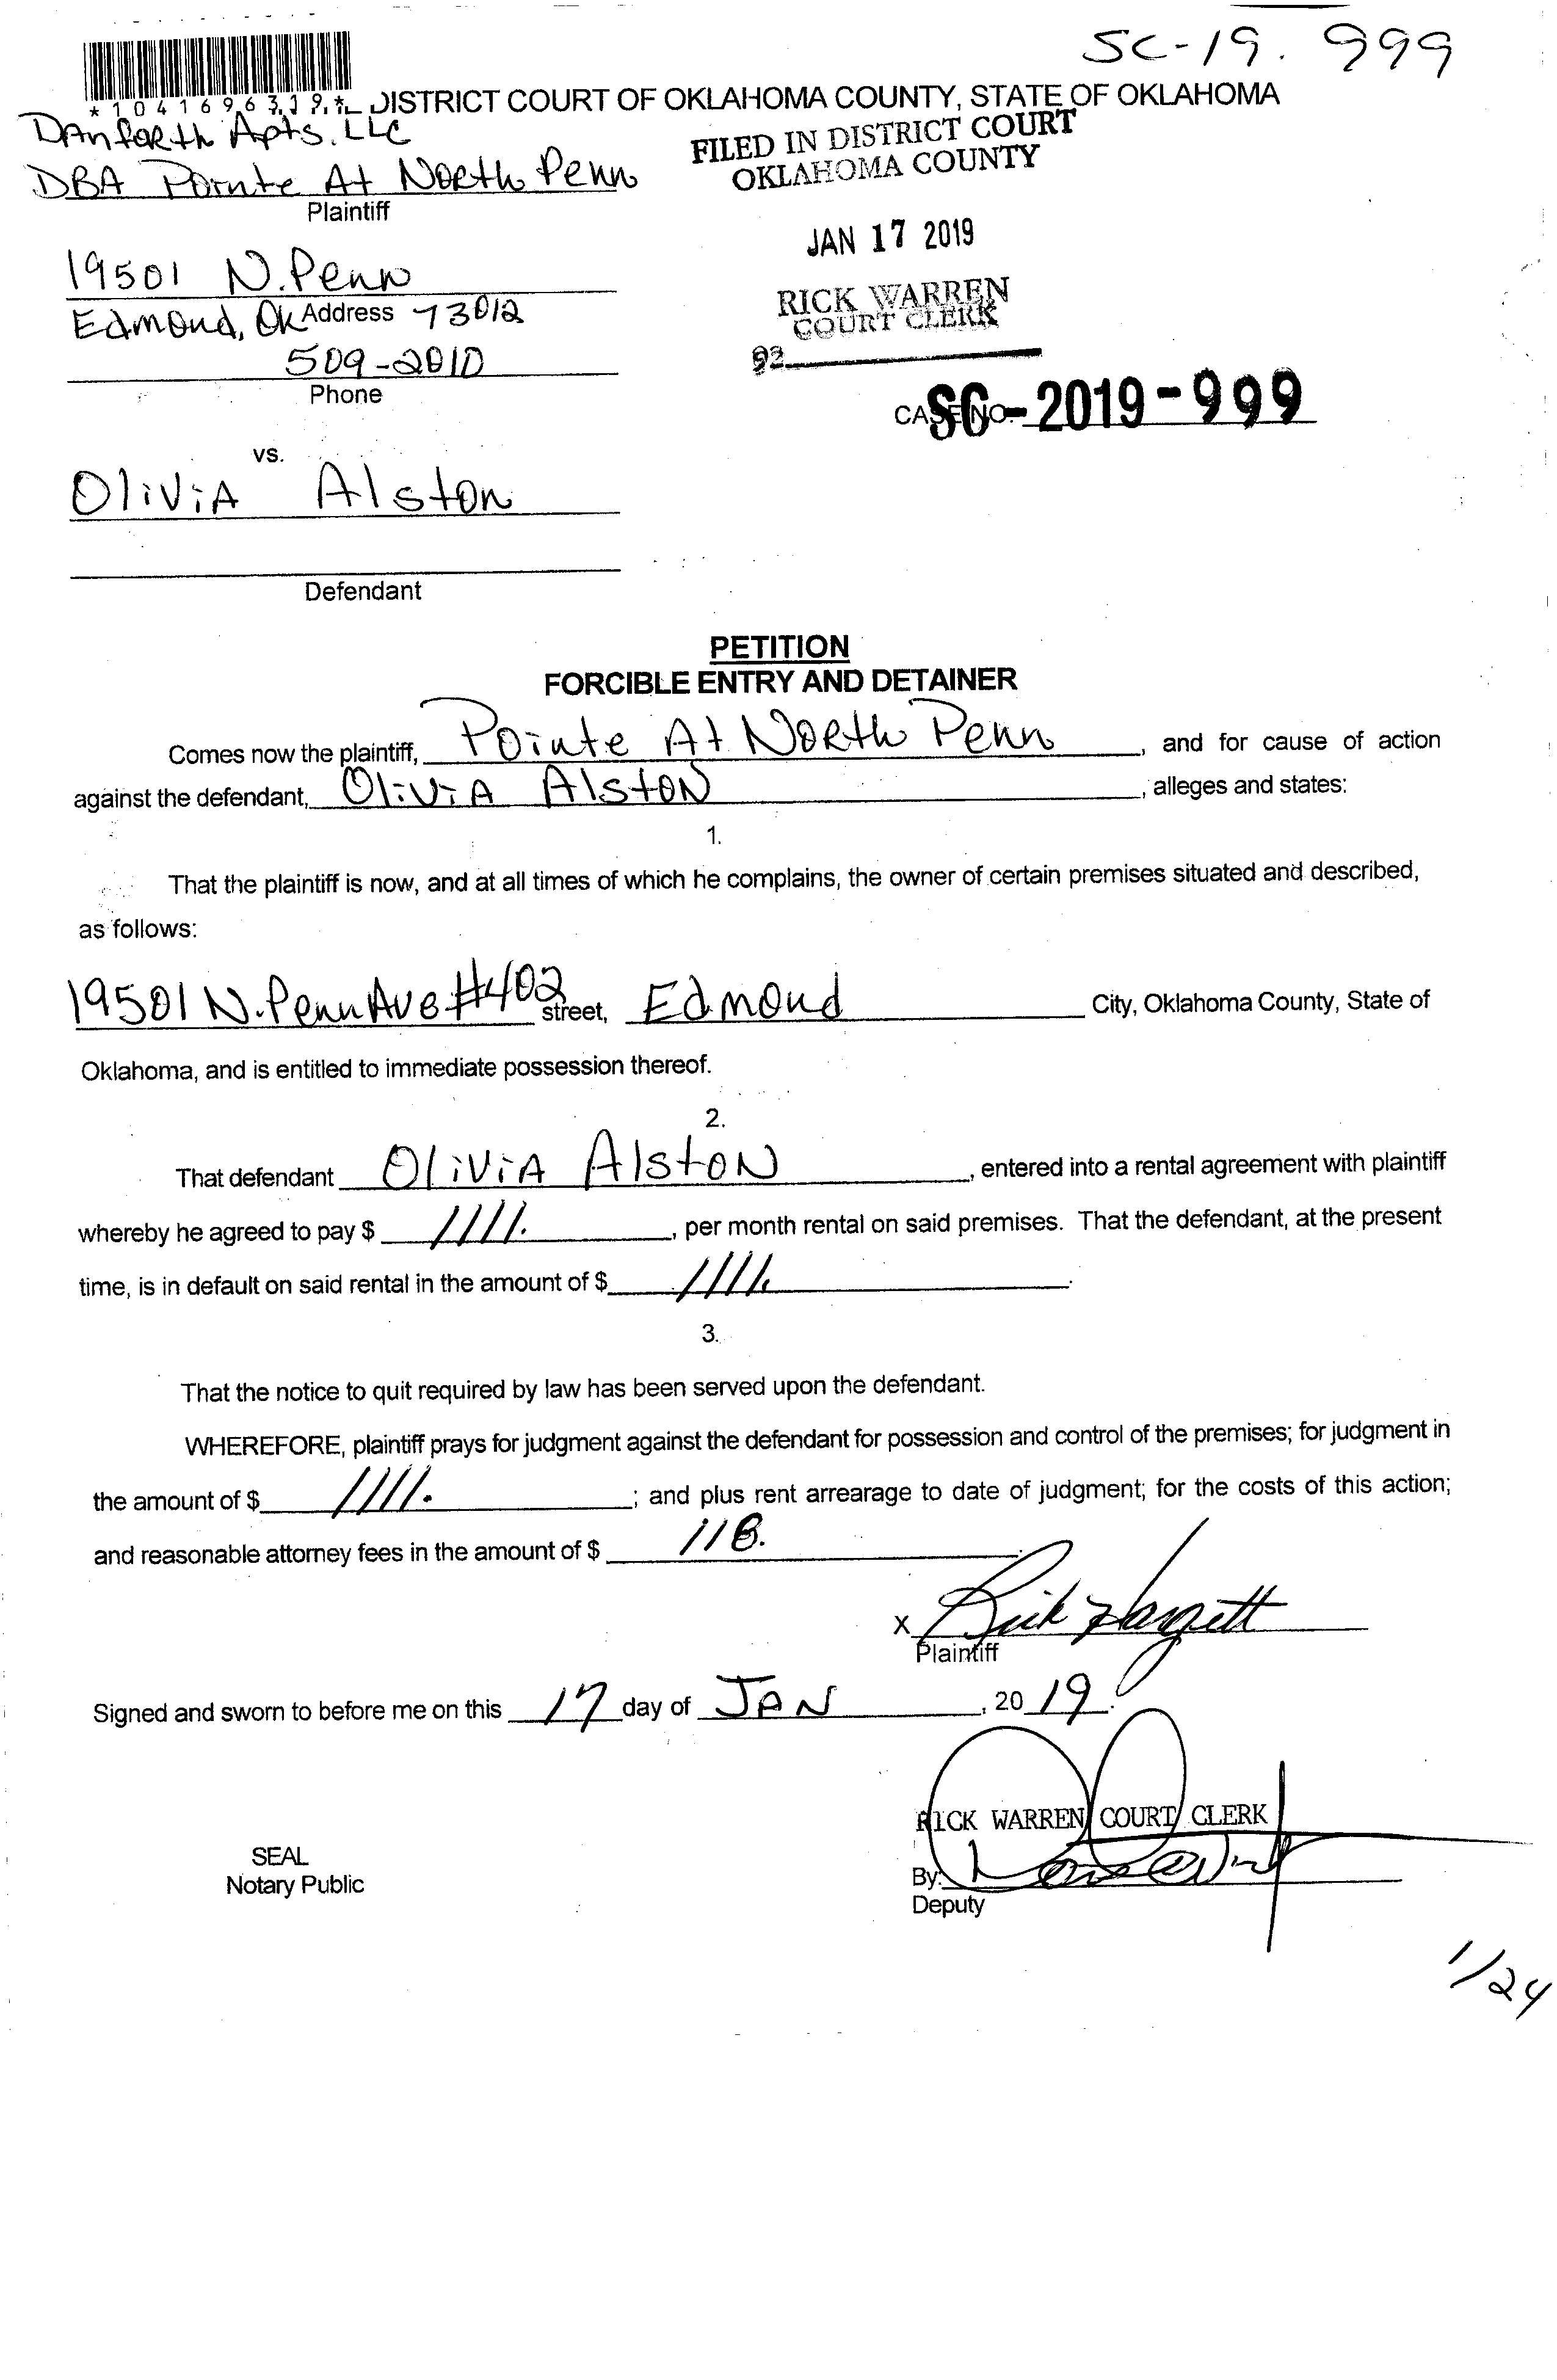 SC-19. 999
*1041696319*
L DISTRICT COURT OF OKLAHOMA COUNTY, STATE OF OKLAHOMA
DAnforth Apts. LLC
DBA Pointe At North Penn
Plaintiff
FILED IN DISTRICT COURT
OKLAHOMA COUNTY
JAN 17 2019
RICK WARREN
COURT CLERK
92
19501 N. Penn
Edmond, Ok Address 73012
509-2010
Phone
CASE NO. SC-2019-999
vs.
OliviA Alston
Defendant
PETITION
FORCIBLE ENTRY AND DETAINER
Comes now the plaintiff, Pointe At North Penn, and for cause of action
against the defendant, OliviA AlstoN, alleges and states:
1.
That the plaintiff is now, and at all times of which he complains, the owner of certain premises situated and described,
as follows:
19501 N. Penn Ave #402 street, Edmond City, Oklahoma County, State of
Oklahoma, and is entitled to immediate possession thereof.
2.
That defendant OliviA AlstoN, entered into a rental agreement with plaintiff
whereby he agreed to pay $ 1111., per month rental on said premises. That the defendant, at the present
time, is in default on said rental in the amount of $ 1111..
3.
That the notice to quit required by law has been served upon the defendant.
WHEREFORE, plaintiff prays for judgment against the defendant for possession and control of the premises; for judgment in
the amount of $ 1111. ; and plus rent arrearage to date of judgment; for the costs of this action;
and reasonable attorney fees in the amount of $ 118.
X Rick Hargett
Plaintiff
Signed and sworn to before me on this 17 day of JAN, 20 19.
RICK WARREN COURT CLERK
SEAL
Notary Public
By:
Deputy
1/24